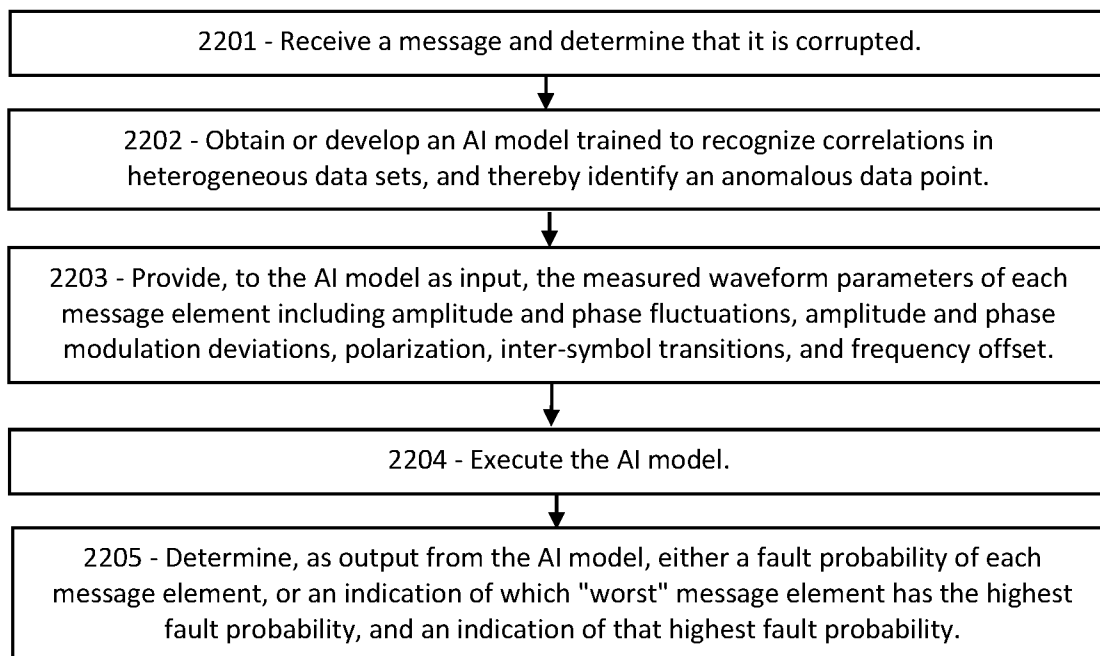 2201 - Receive a message and determine that it is corrupted.
2202 - Obtain or develop an AI model trained to recognize correlations in
heterogeneous data sets, and thereby identify an anomalous data point.
2203 - Provide, to the AI model as input, the measured waveform parameters of each
message element including amplitude and phase fluctuations, amplitude and phase
modulation deviations, polarization, inter-symbol transitions, and frequency offset.
2204 - Execute the AI model.
2205 - Determine, as output from the AI model, either a fault probability of each
message element, or an indication of which "worst" message element has the highest
fault probability, and an indication of that highest fault probability.